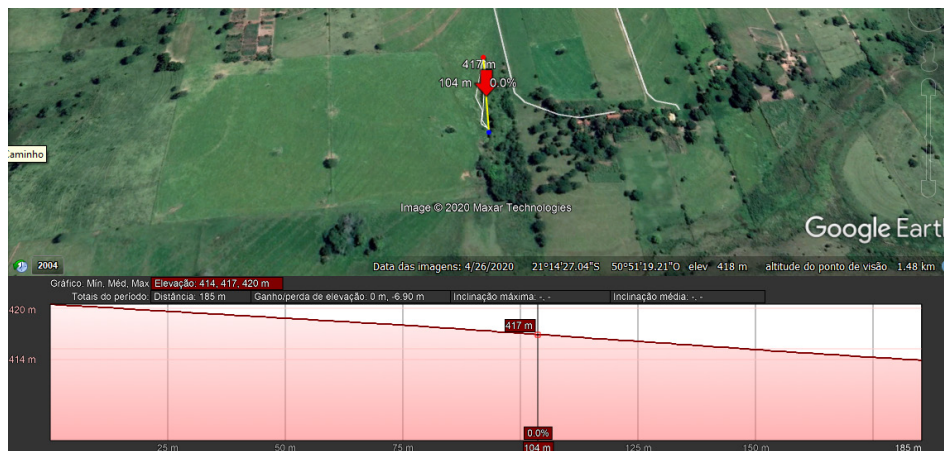 417 m
104 m 0.0%
Caminho
Image © 2020 Maxar Technologies
Google Earth
2004
Data das imagens: 4/26/2020 21°14'27.04"S 50°51'19.21"O elev 418 m altitude do ponto de visão 1.48 km
Gráfico: Mín. Méd, Max Elevação: 414, 417, 420 m
Totais do período: Distância: 185 m Ganho/perda de elevação: 0 m, -6.90 m Inclinação máxima: -, - Inclinação média: -, -
420 m
417 m
414 m
0.0%
25 m 50 m 75 m 104 m 125 m 150 m 185 m